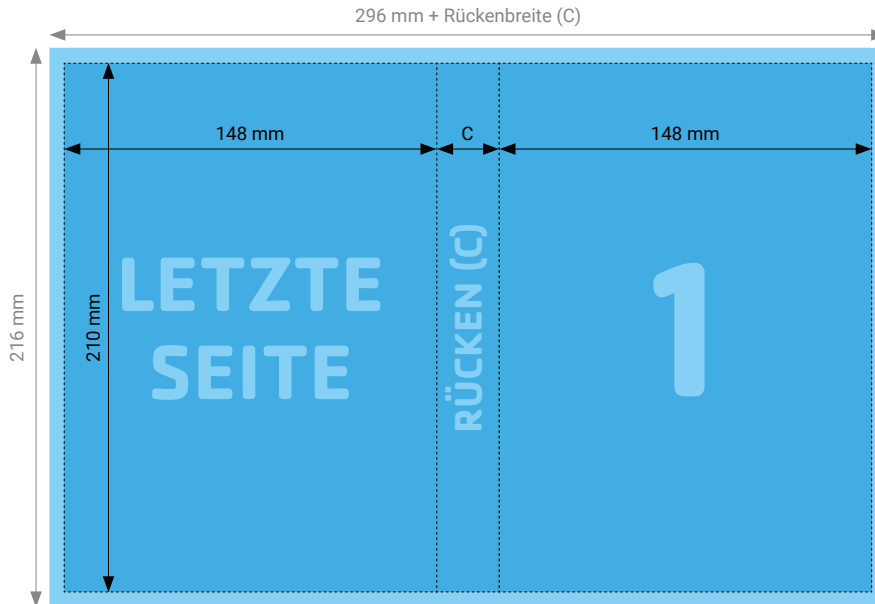 296 mm + Rückenbreite (C)
148 mm
C
148 mm
216 mm
210 mm
LETZTE
SEITE
RÜCKEN (C)
1